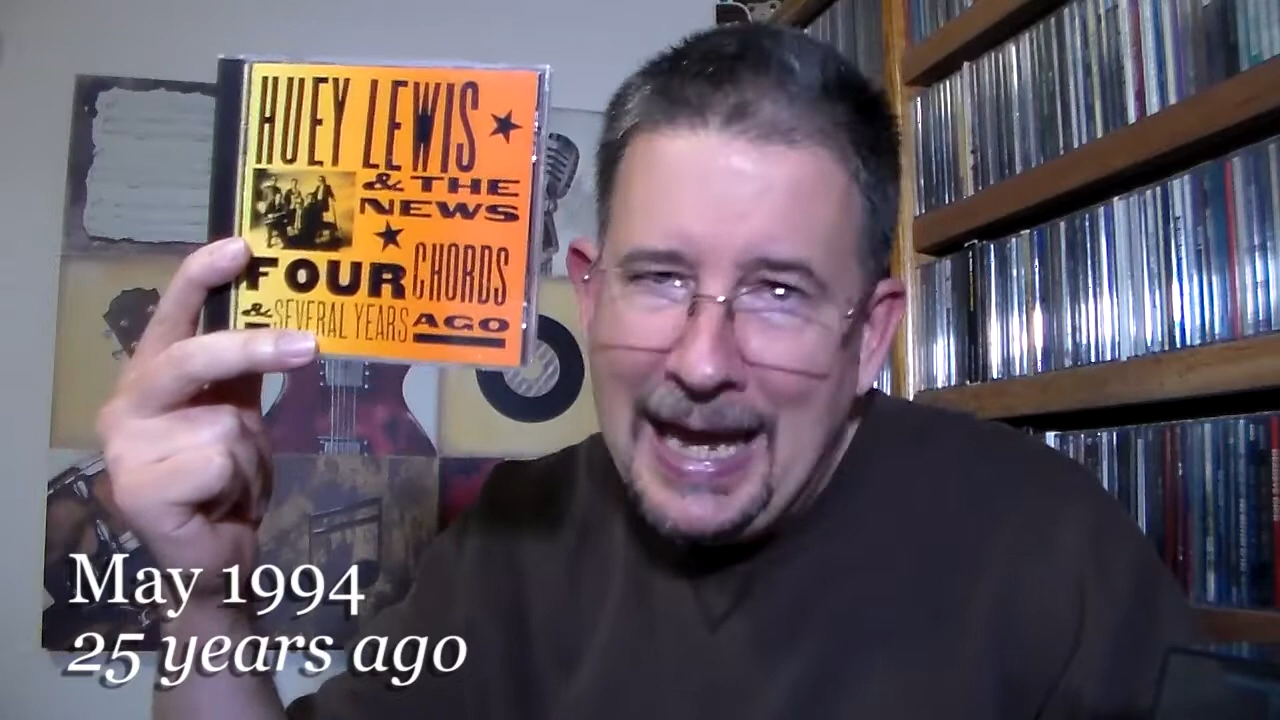 HUEY LEWIS
& THE
NEWS
FOUR CHORDS
& SEVERAL YEARS AGO
May 1994
25 years ago